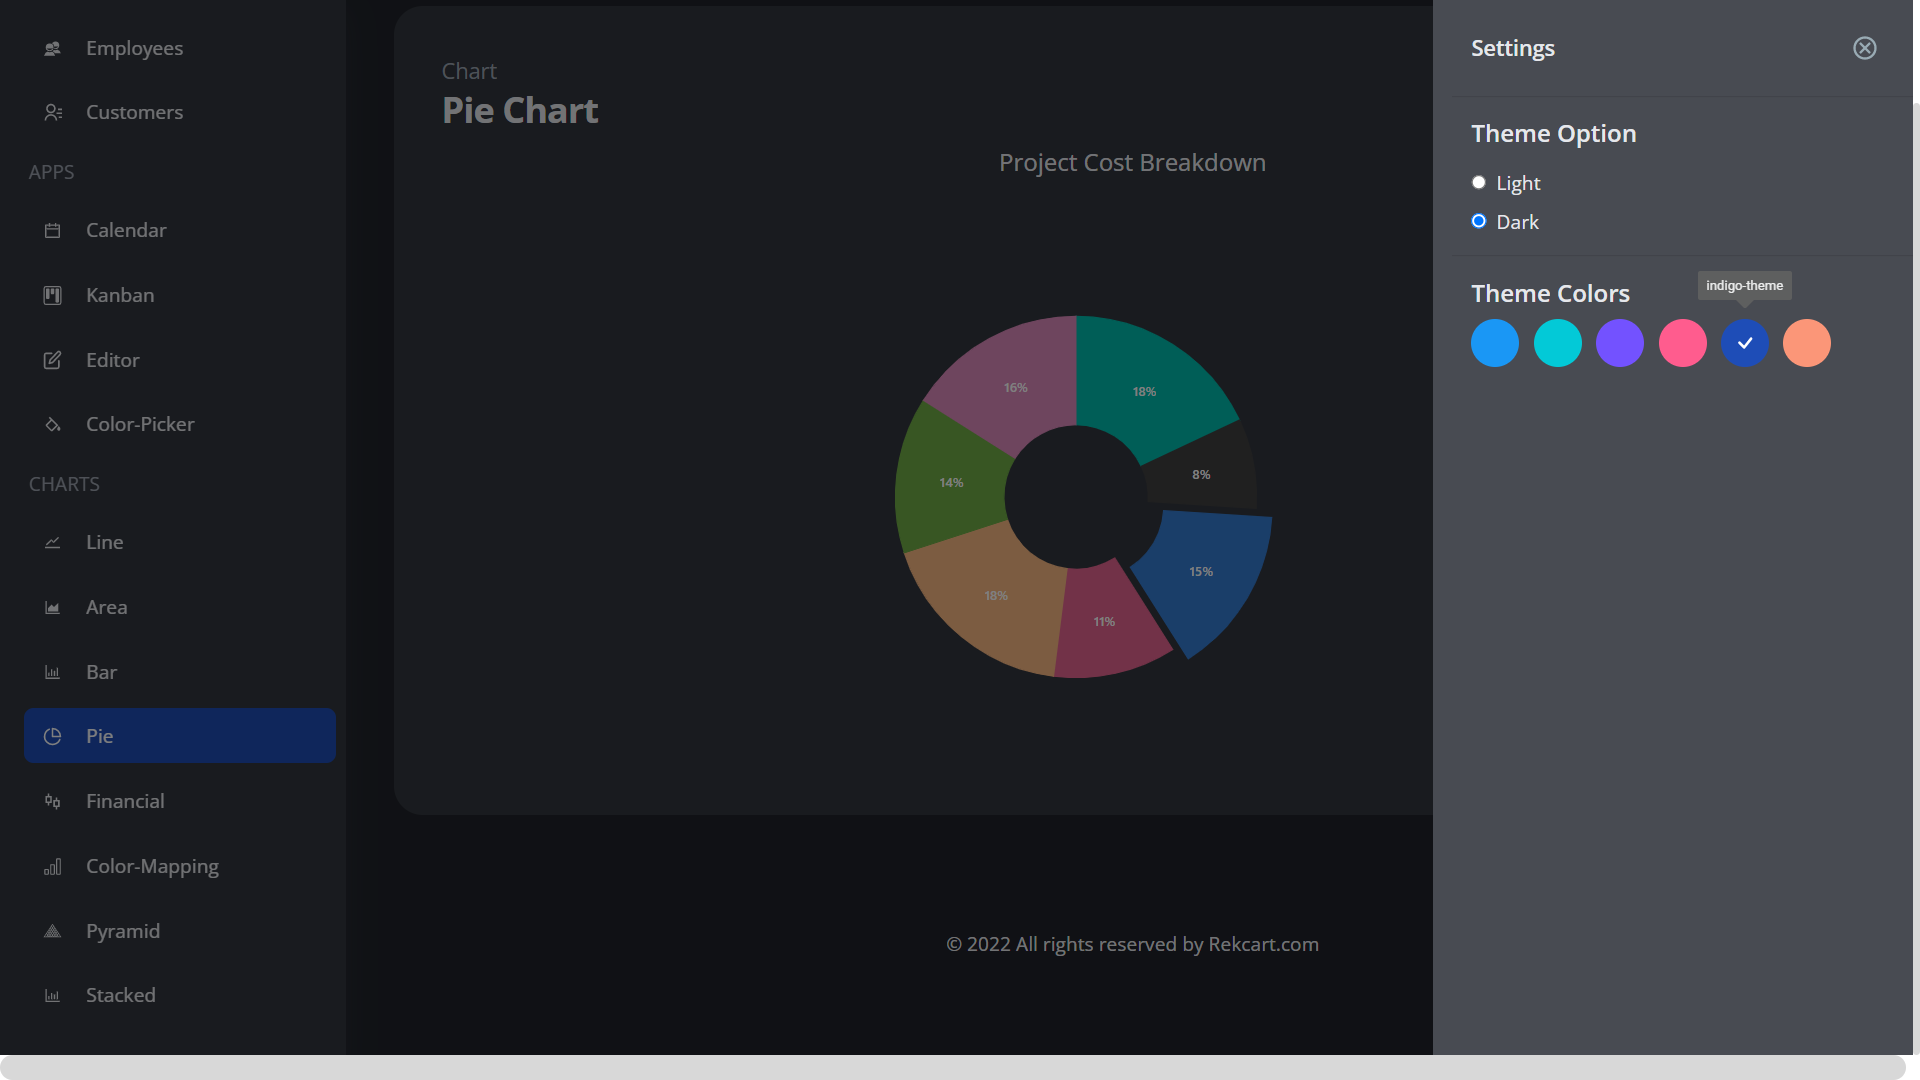 Employees
Customers
APPS
Calendar
Kanban
Editor
Color-Picker
CHARTS
Line
Area
Bar
Pie
Financial
Color-Mapping
Pyramid
Stacked
Chart
Pie Chart
Project Cost Breakdown
16%
18%
8%
14%
15%
18%
11%
© 2022 All rights reserved by Rekcart.com
Settings
Theme Option
Light
Dark
Theme Colors
indigo-theme